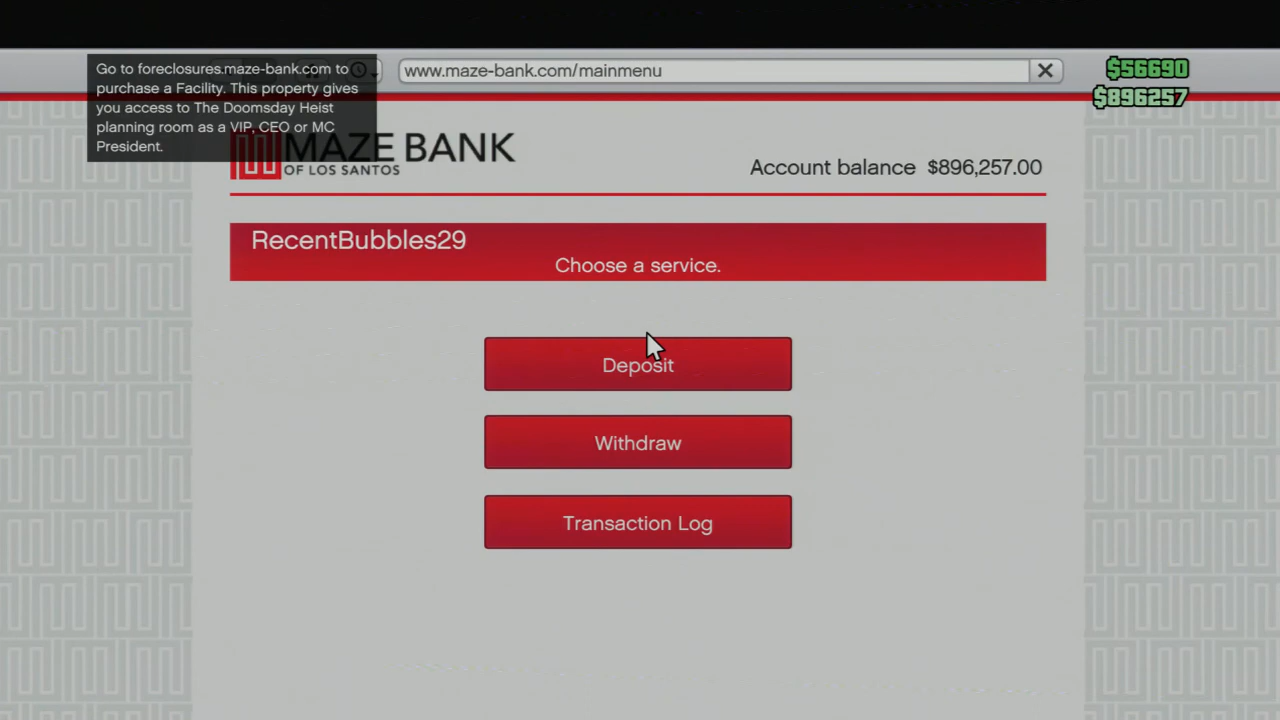 Go to foreclosures.maze-bank.com to
purchase a Facility. This property gives
you access to The Doomsday Heist
planning room as a VIP, CEO or MC
President.
www.maze-bank.com/mainmenu
$56690
$896257
MAZE BANK
OF LOS SANTOS
Account balance $896,257.00
RecentBubbles29
Choose a service.
Deposit
Withdraw
Transaction Log